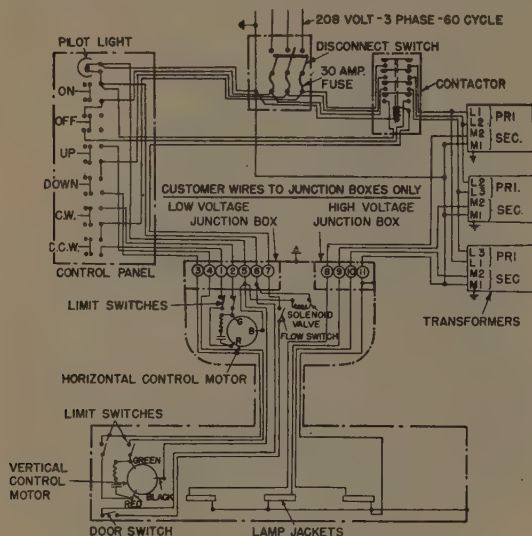 208 VOLT-3 PHASE-60 CYCLE
PILOT LIGHT
DISCONNECT SWITCH
30 AMP.
FUSE
CONTACTOR
ON
OFF
UP
DOWN
C.W.
C.C.W.
CONTROL PANEL
L1
L2
M2
M1
PRI
SEC.
L2
L3
M2
M1
PRI.
SEC.
L3
L1
M2
M1
PRI
SEC
TRANSFORMERS
CUSTOMER WIRES TO JUNCTION BOXES ONLY
LOW VOLTAGE
JUNCTION BOX
HIGH VOLTAGE
JUNCTION BOX
3 4 1 2 5 6 7
8 9 10 11
LIMIT SWITCHES
SOLENOID
VALVE
FLOW SWITCH
G
B
R
HORIZONTAL CONTROL MOTOR
LIMIT SWITCHES
GREEN
VERTICAL
CONTROL
MOTOR
BLACK
RED
DOOR SWITCH
LAMP JACKETS